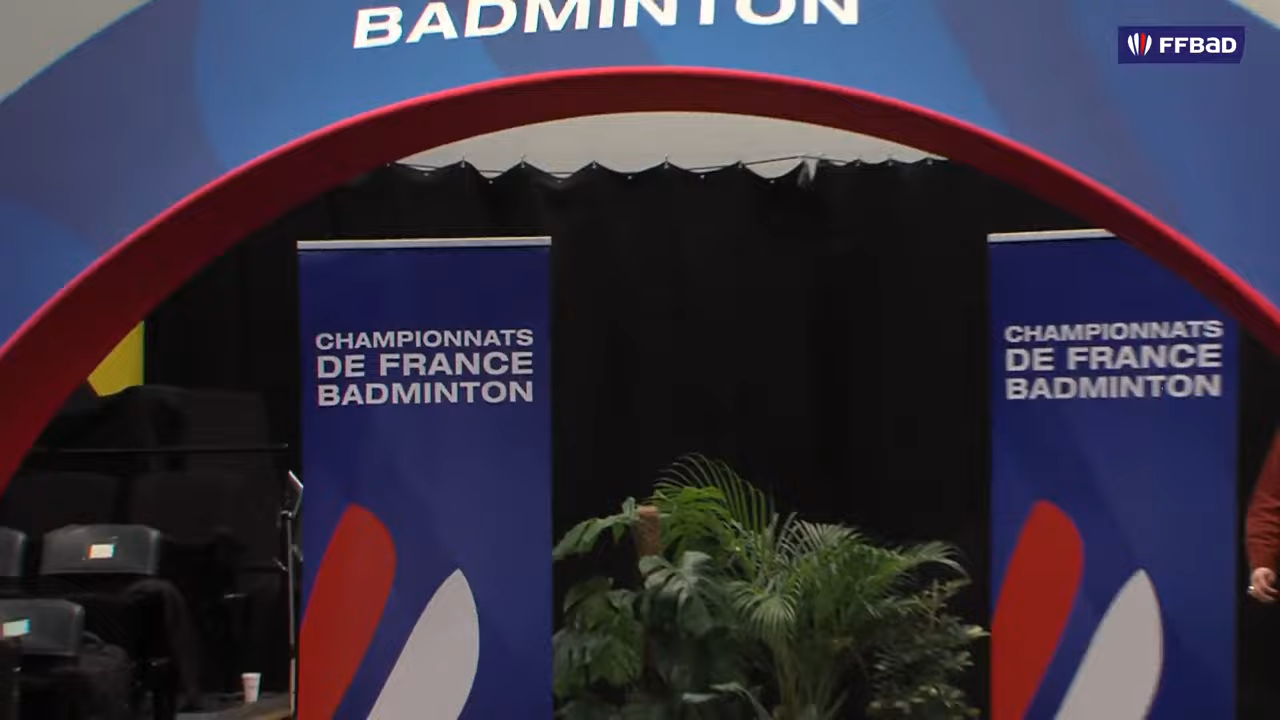 BADMINTON
FFBaD
CHAMPIONNATS
DE FRANCE
BADMINTON
CHAMPIONNATS
DE FRANCE
BADMINTON